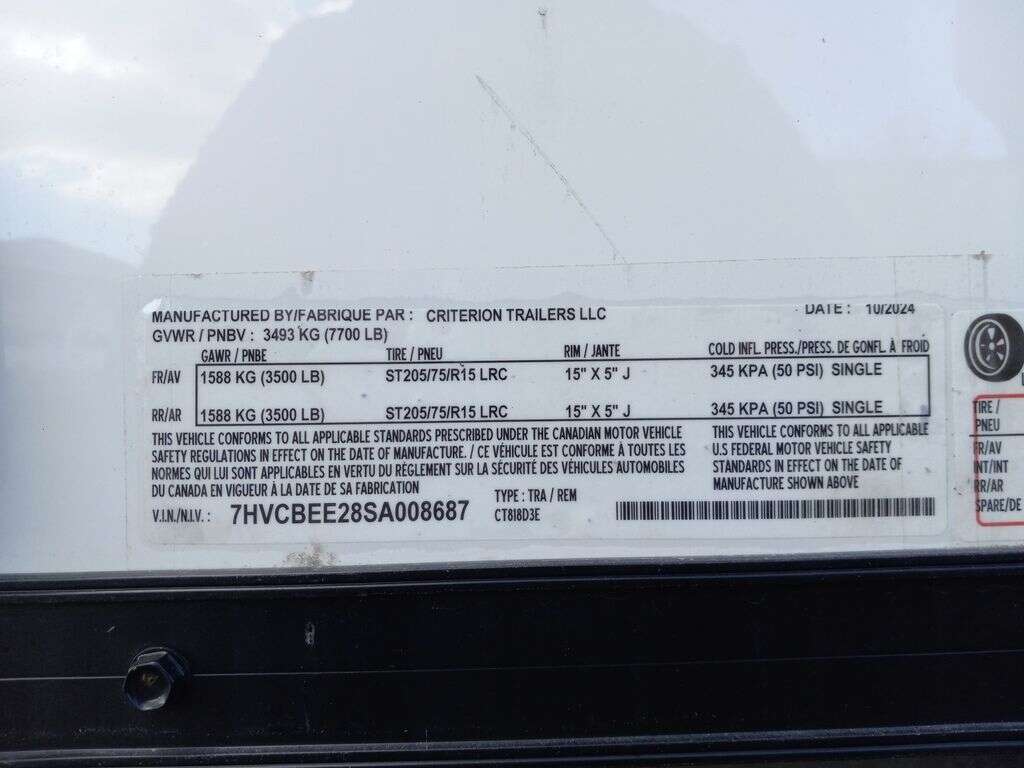 MANUFACTURED BY/FABRIQUE PAR : CRITERION TRAILERS LLC DATE : 10/2024
GVWR / PNBV : 3493 KG (7700 LB)
GAWR / PNBE TIRE / PNEU RIM / JANTE COLD INFL. PRESS./PRESS. DE GONFL À FROID
FR/AV 1588 KG (3500 LB) ST205/75/R15 LRC 15" X 5" J 345 KPA (50 PSI) SINGLE
RR/AR 1588 KG (3500 LB) ST205/75/R15 LRC 15" X 5" J 345 KPA (50 PSI) SINGLE
THIS VEHICLE CONFORMS TO ALL APPLICABLE STANDARDS PRESCRIBED UNDER THE CANADIAN MOTOR VEHICLE
SAFETY REGULATIONS IN EFFECT ON THE DATE OF MANUFACTURE. / CE VÉHICULE EST CONFORME À TOUTES LES
NORMES QUI LUI SONT APPLICABLES EN VERTU DU RÈGLEMENT SUR LA SÉCURITÉ DES VÉHICULES AUTOMOBILES
DU CANADA EN VIGUEUR À LA DATE DE SA FABRICATION
THIS VEHICLE CONFORMS TO ALL APPLICABLE
U.S FEDERAL MOTOR VEHICLE SAFETY
STANDARDS IN EFFECT ON THE DATE OF
MANUFACTURE SHOWN ABOVE
V.I.N./N.I.V. : 7HVCBEE28SA008687
TYPE : TRA / REM
CT818D3E
TIRE /
PNEU
FR/AV
INT/INT
RR/AR
SPARE/DE